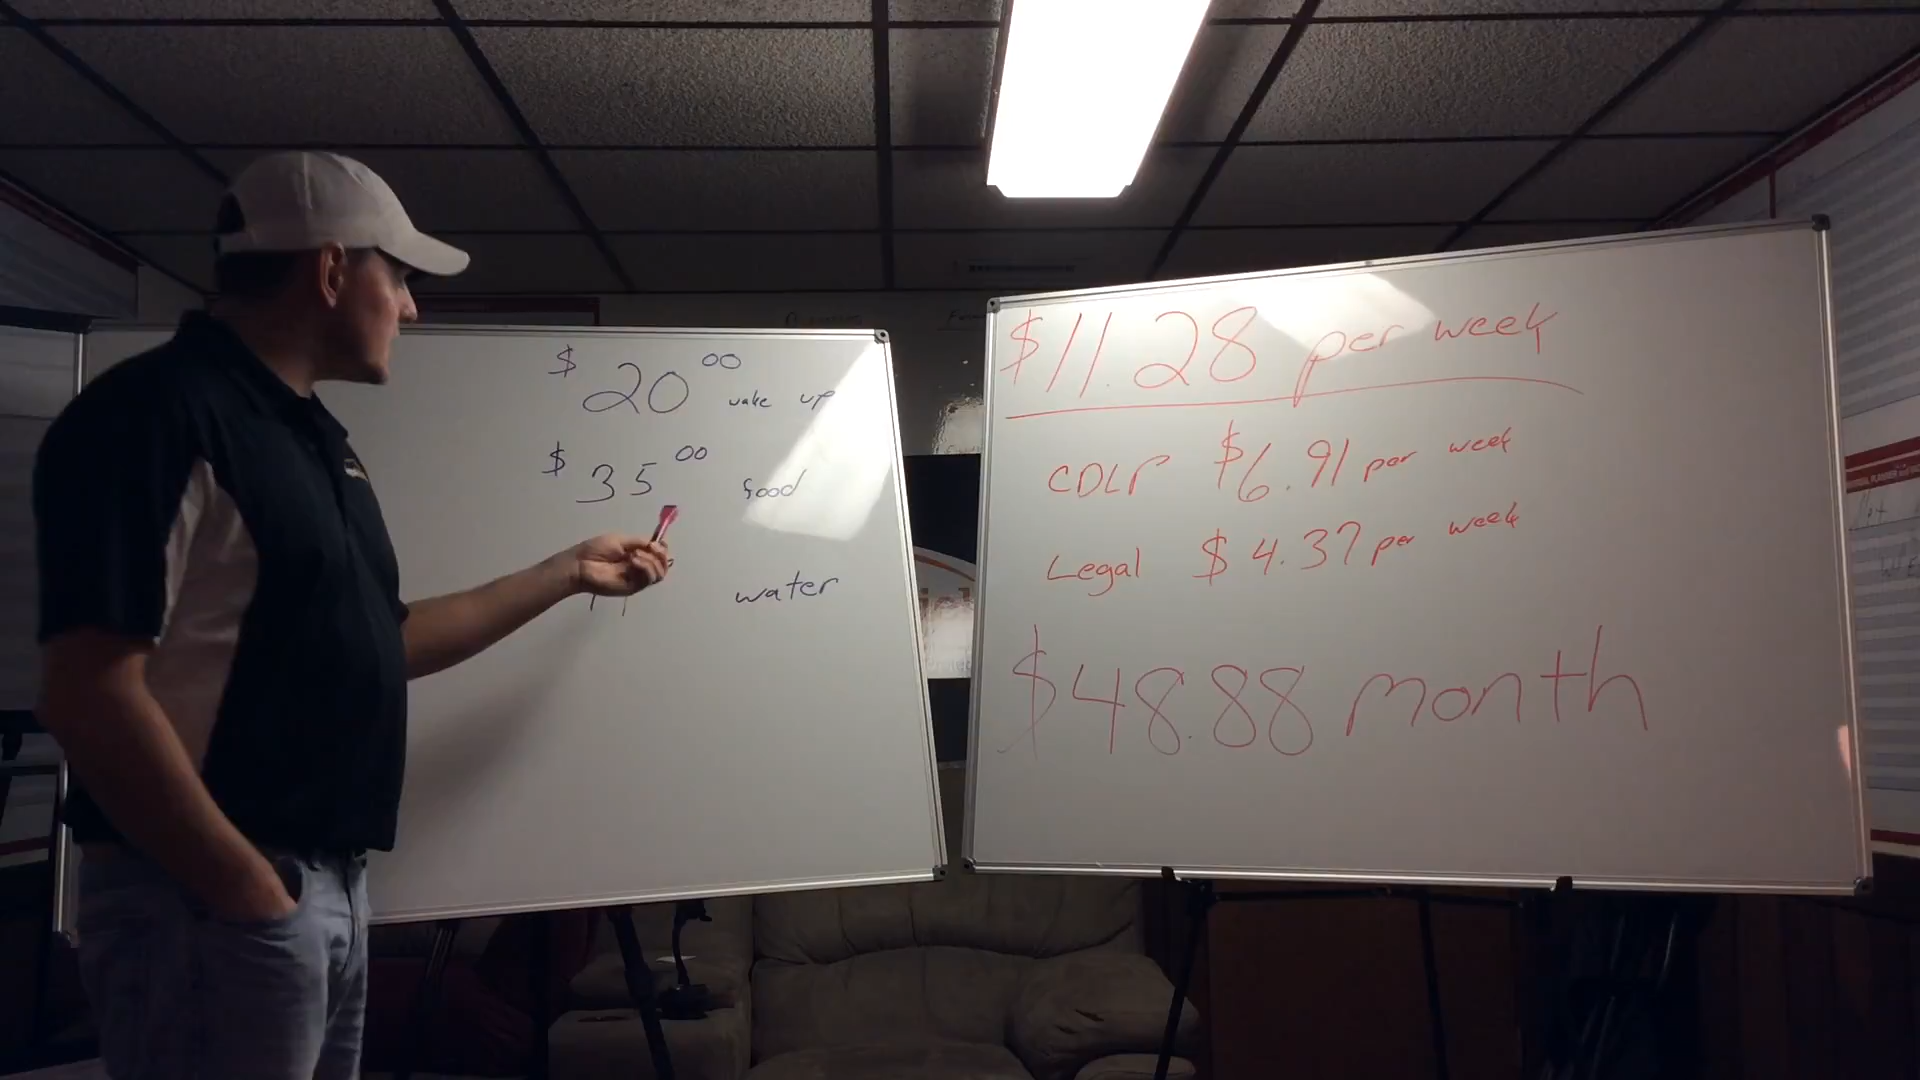 $ 20 00 wake up
$ 35 00 food
water
$11.28 per week
CDLP $6.91 per week
Legal $4.37 per week
$48.88 month